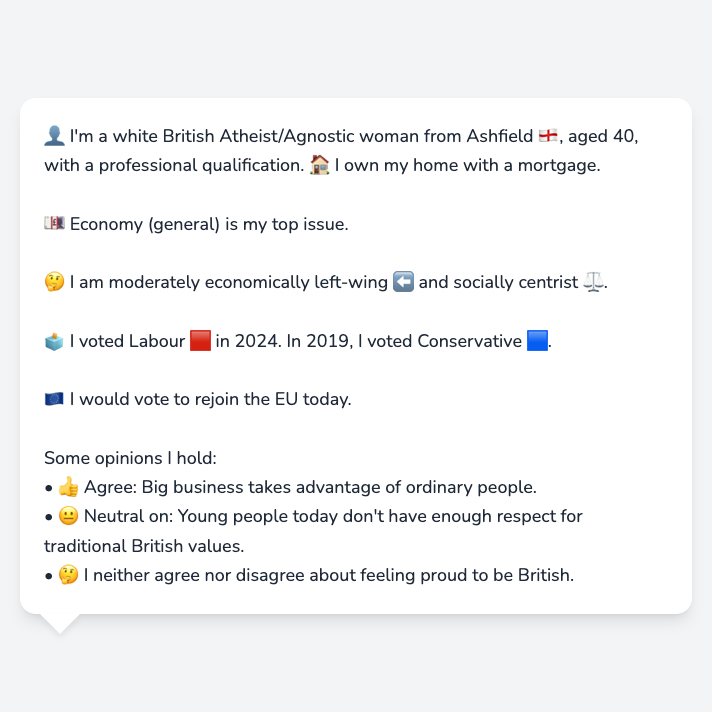 👤 I'm a white British Atheist/Agnostic woman from Ashfield 🏴󠁧󠁢󠁥󠁮󠁧󠁿, aged 40,
with a professional qualification. 🏠 I own my home with a mortgage.
💷 Economy (general) is my top issue.
🤔 I am moderately economically left-wing ⬅️ and socially centrist ⚖️.
🗳️ I voted Labour 🟥 in 2024. In 2019, I voted Conservative 🟦.
🇪🇺 I would vote to rejoin the EU today.
Some opinions I hold:
• 👍 Agree: Big business takes advantage of ordinary people.
• 😐 Neutral on: Young people today don't have enough respect for
traditional British values.
• 🤔 I neither agree nor disagree about feeling proud to be British.